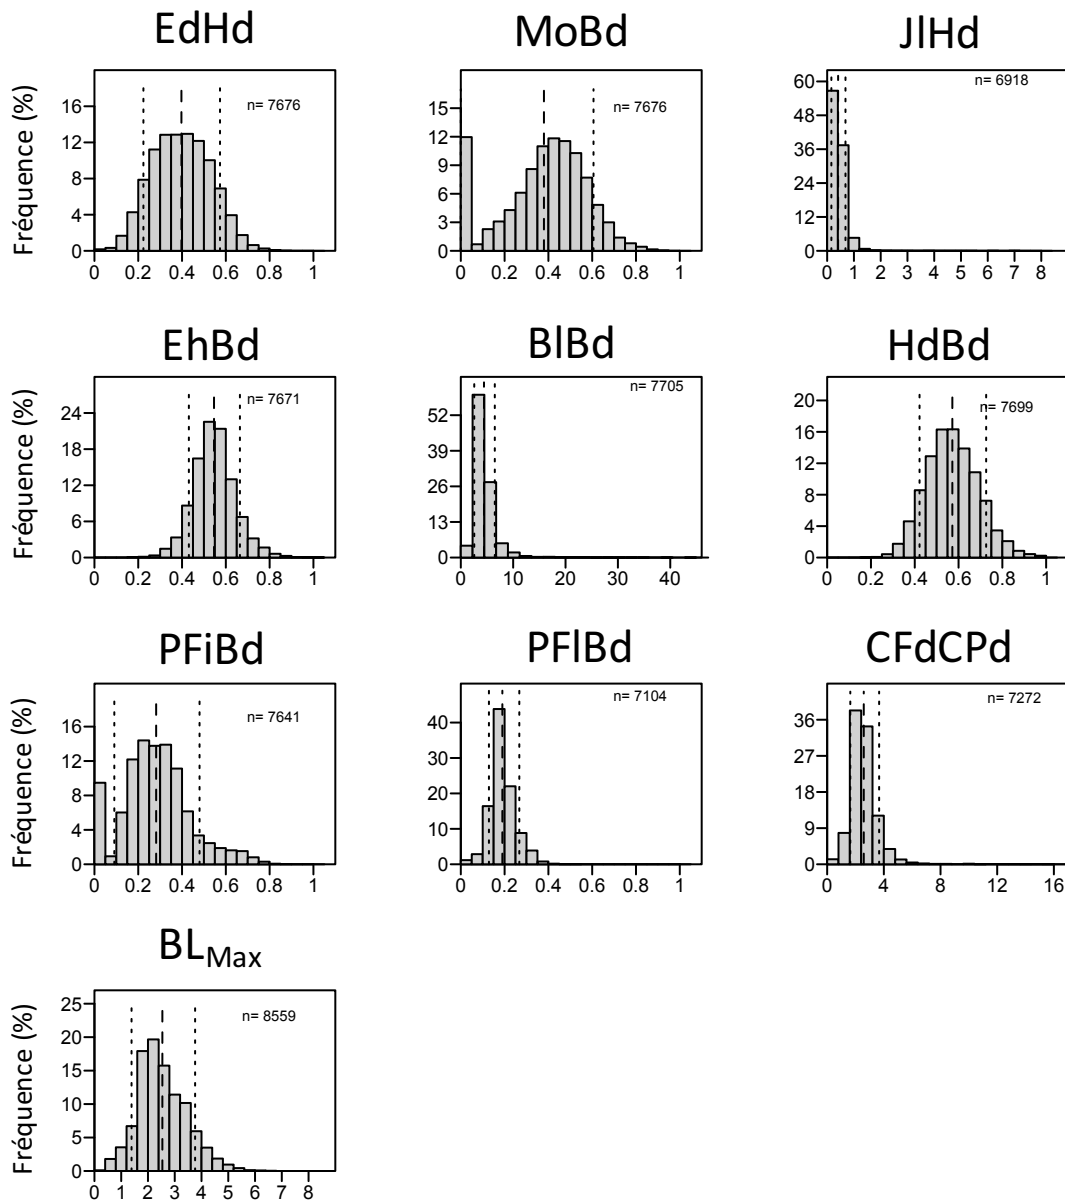 EdHd MoBd JlHd
Fréquence (%)
n= 7676
16
12
8
4
0
0 0.2 0.4 0.6 0.8 1
n= 7676
15
12
9
6
3
0
0 0.2 0.4 0.6 0.8 1
n= 6918
60
48
36
24
12
0
0 1 2 3 4 5 6 7 8
EhBd BlBd HdBd
Fréquence (%)
n= 7671
24
18
12
6
0
0 0.2 0.4 0.6 0.8 1
n= 7705
52
39
26
13
0
0 10 20 30 40
n= 7699
20
16
12
8
4
0
0 0.2 0.4 0.6 0.8 1
PFiBd PFlBd CFdCPd
Fréquence (%)
n= 7641
16
12
8
4
0
0 0.2 0.4 0.6 0.8 1
n= 7104
40
30
20
10
0
0 0.2 0.4 0.6 0.8 1
n= 7272
36
27
18
9
0
0 4 8 12 16
BLMax
Fréquence (%)
n= 8559
25
20
15
10
5
0
0 1 2 3 4 5 6 7 8